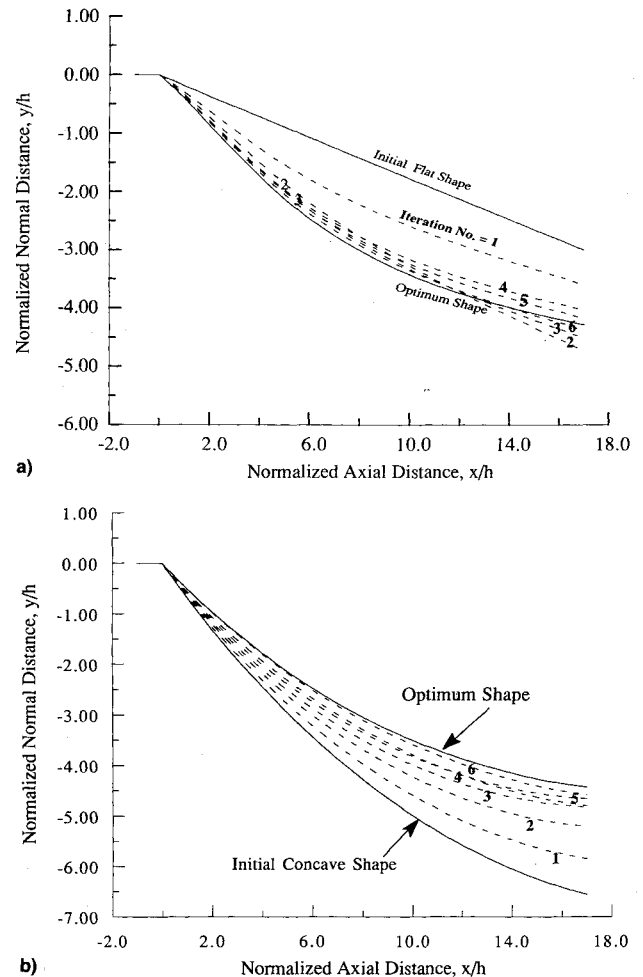 1.00
0.00
-1.00
-2.00
-3.00
-4.00
-5.00
-6.00
Normalized Normal Distance, y/h
Initial Flat Shape
Iteration No. = 1
2
3
4
5
Optimum Shape
3 6
2
-2.0 2.0 6.0 10.0 14.0 18.0
a)
Normalized Axial Distance, x/h
1.00
0.00
-1.00
-2.00
-3.00
-4.00
-5.00
-6.00
-7.00
Normalized Normal Distance, y/h
Optimum Shape
6
4
3
5
2
1
Initial Concave Shape
-2.0 2.0 6.0 10.0 14.0 18.0
b)
Normalized Axial Distance, x/h